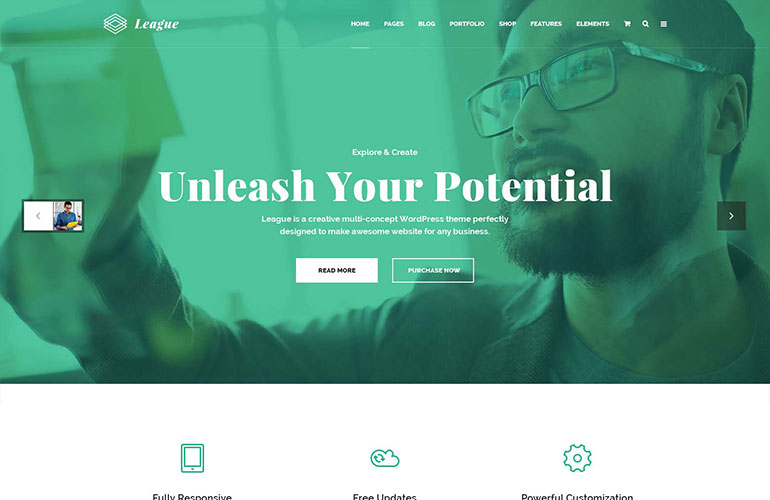 League
HOME PAGES BLOG PORTFOLIO SHOP FEATURES ELEMENTS
Explore & Create
Unleash Your Potential
League is a creative multi-concept WordPress theme perfectly
designed to make awesome website for any business.
READ MORE
PURCHASE NOW
Fully Responsive
Free Updates
Powerful Customization